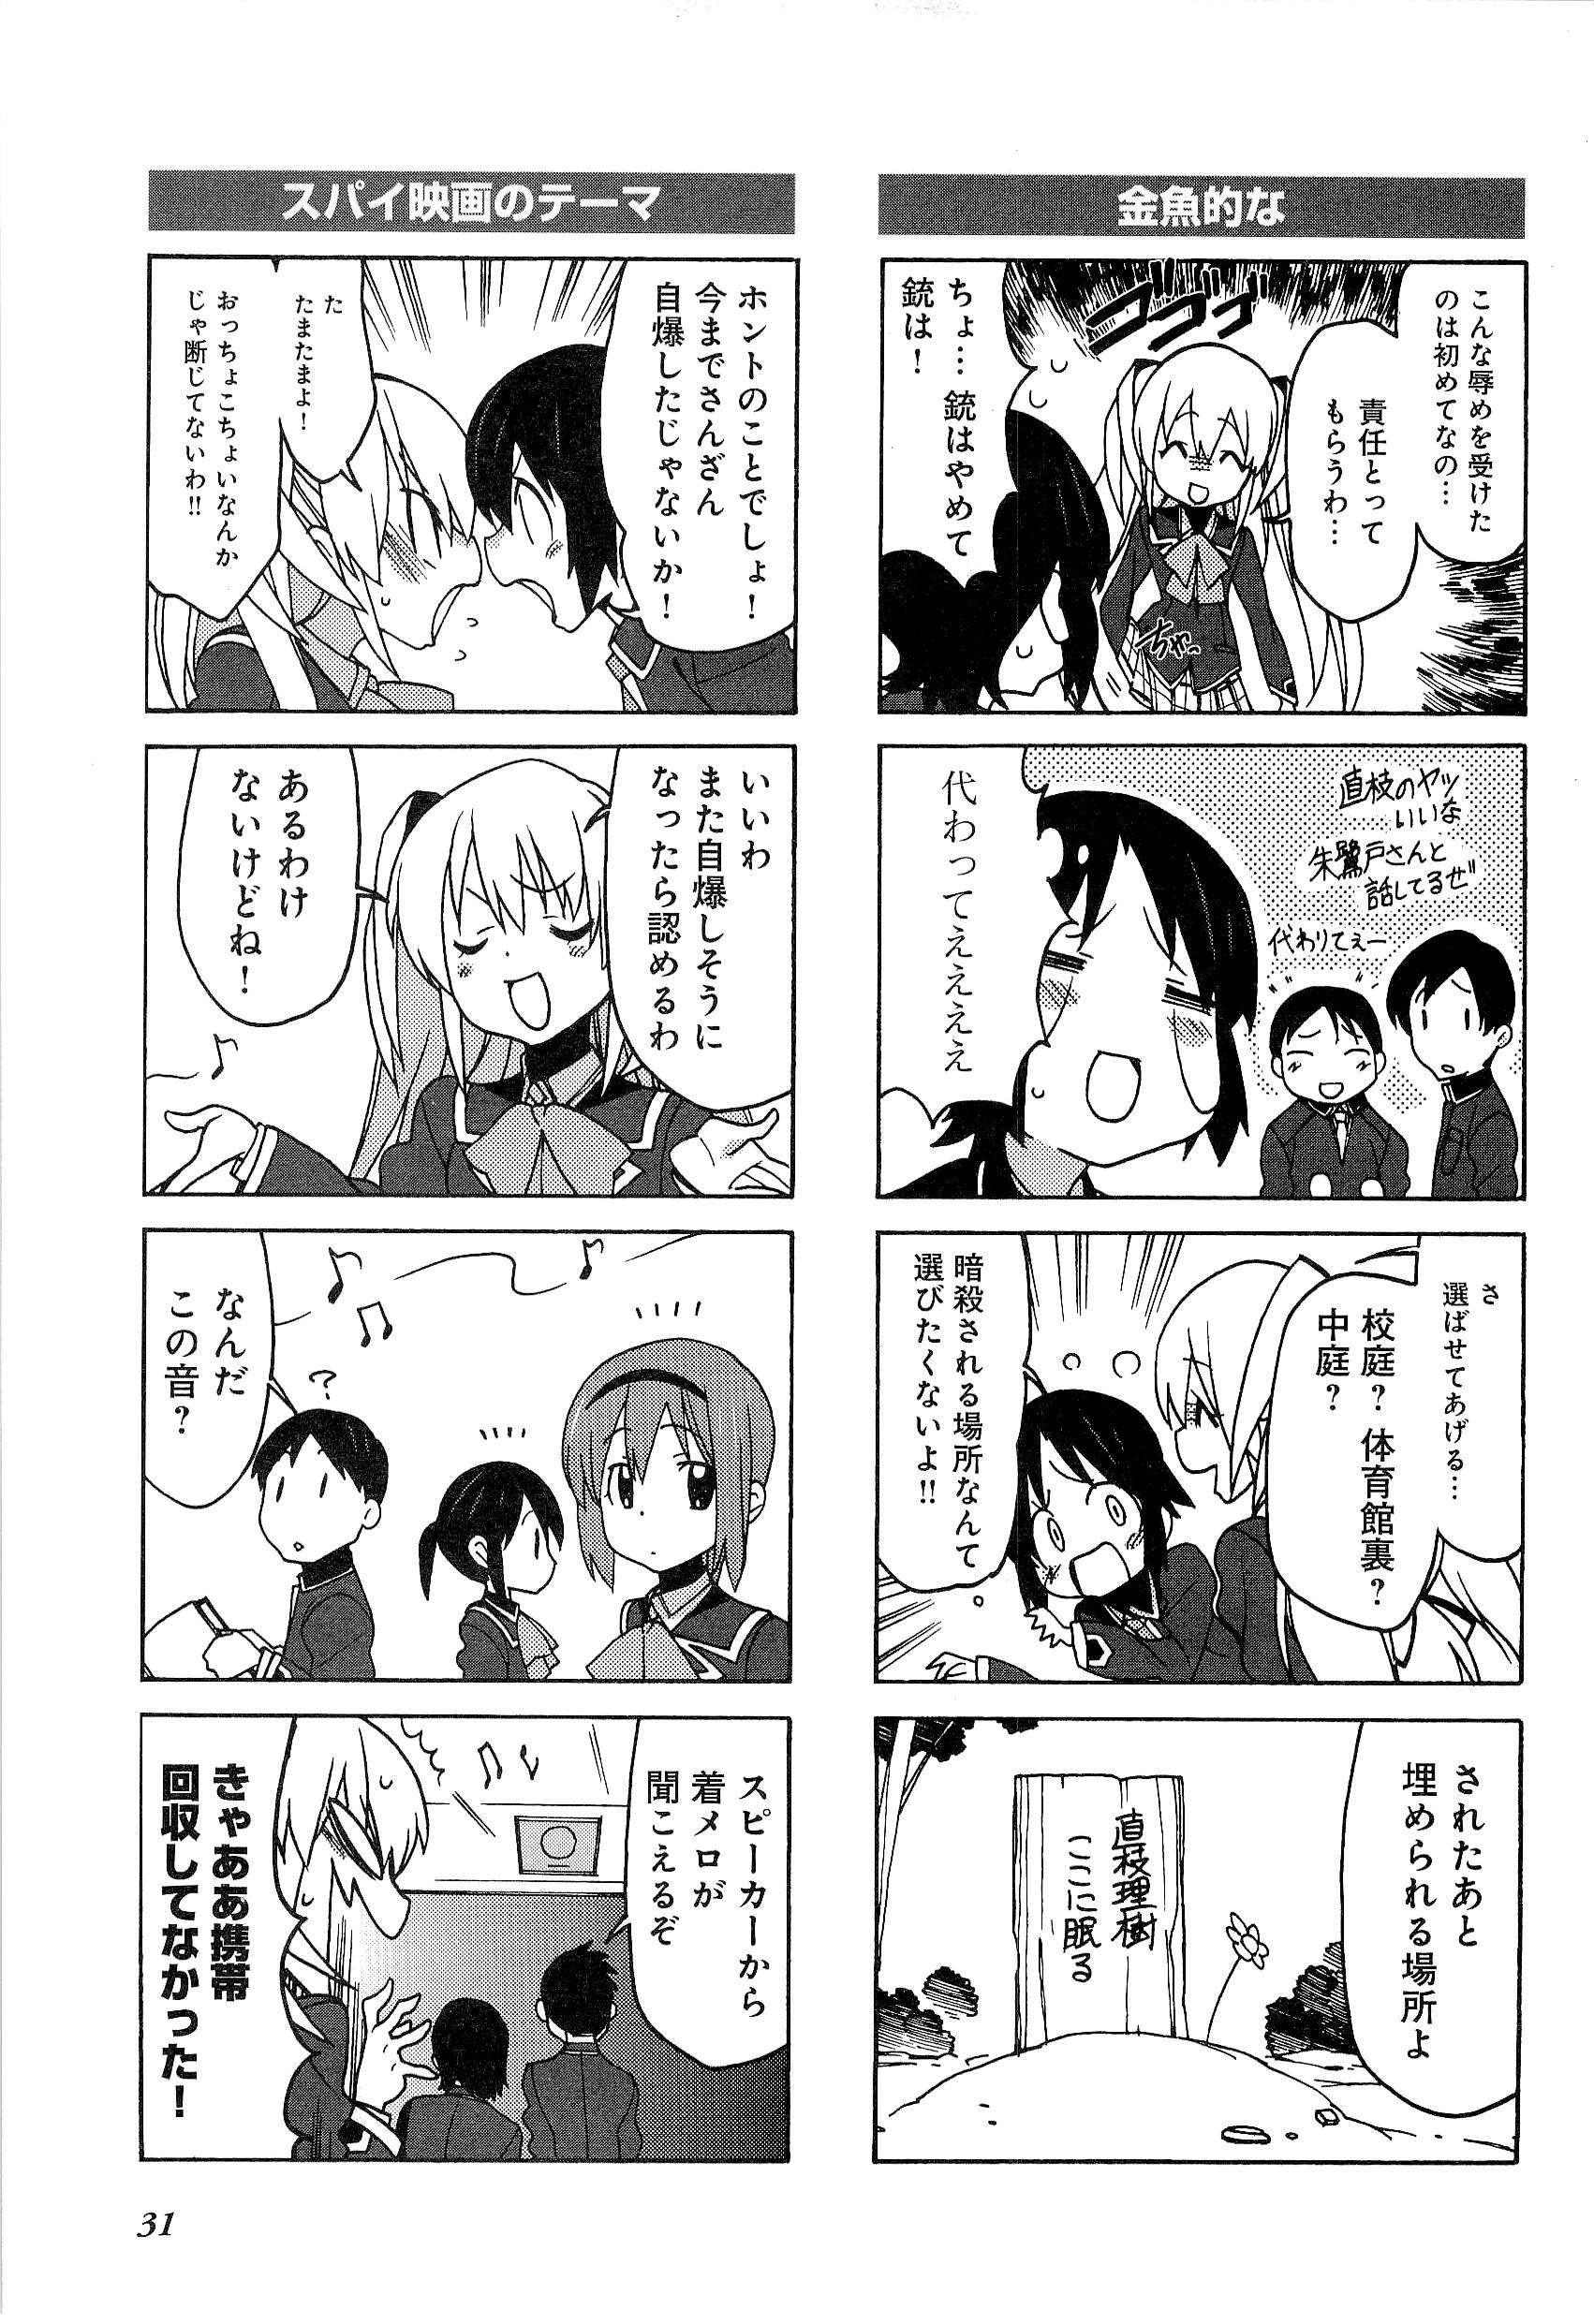 金魚的な
こんな辱めを受けた
のは初めてなの…
責任とって
もらうわ…
ゴゴゴゴ
ちょ…銃はやめて
銃は！
ちゃっ
直枝のヤツ
いいな
朱鷺戸さんと
話してるぜ
代わりてぇー
代わってえええええ
さ
選ばせてあげる…
校庭？体育館裏？
中庭？
暗殺される場所なんて。
選びたくないよ!!
されたあと
埋められる場所よ
直枝理樹
ここに眠る
スパイ映画のテーマ
ホントのことでしょ！
今までさんざん
自爆したじゃないか！
た
たまたまよ！
おっちょこちょいなんか
じゃ断じてないわ!!
いいわ
また自爆しそうに
なったら認めるわ
あるわけ
ないけどね！
なんだ
この音？
？
スピーカーから
着メロが
聞こえるぞ
きゃああ携帯
回収してなかった！
31